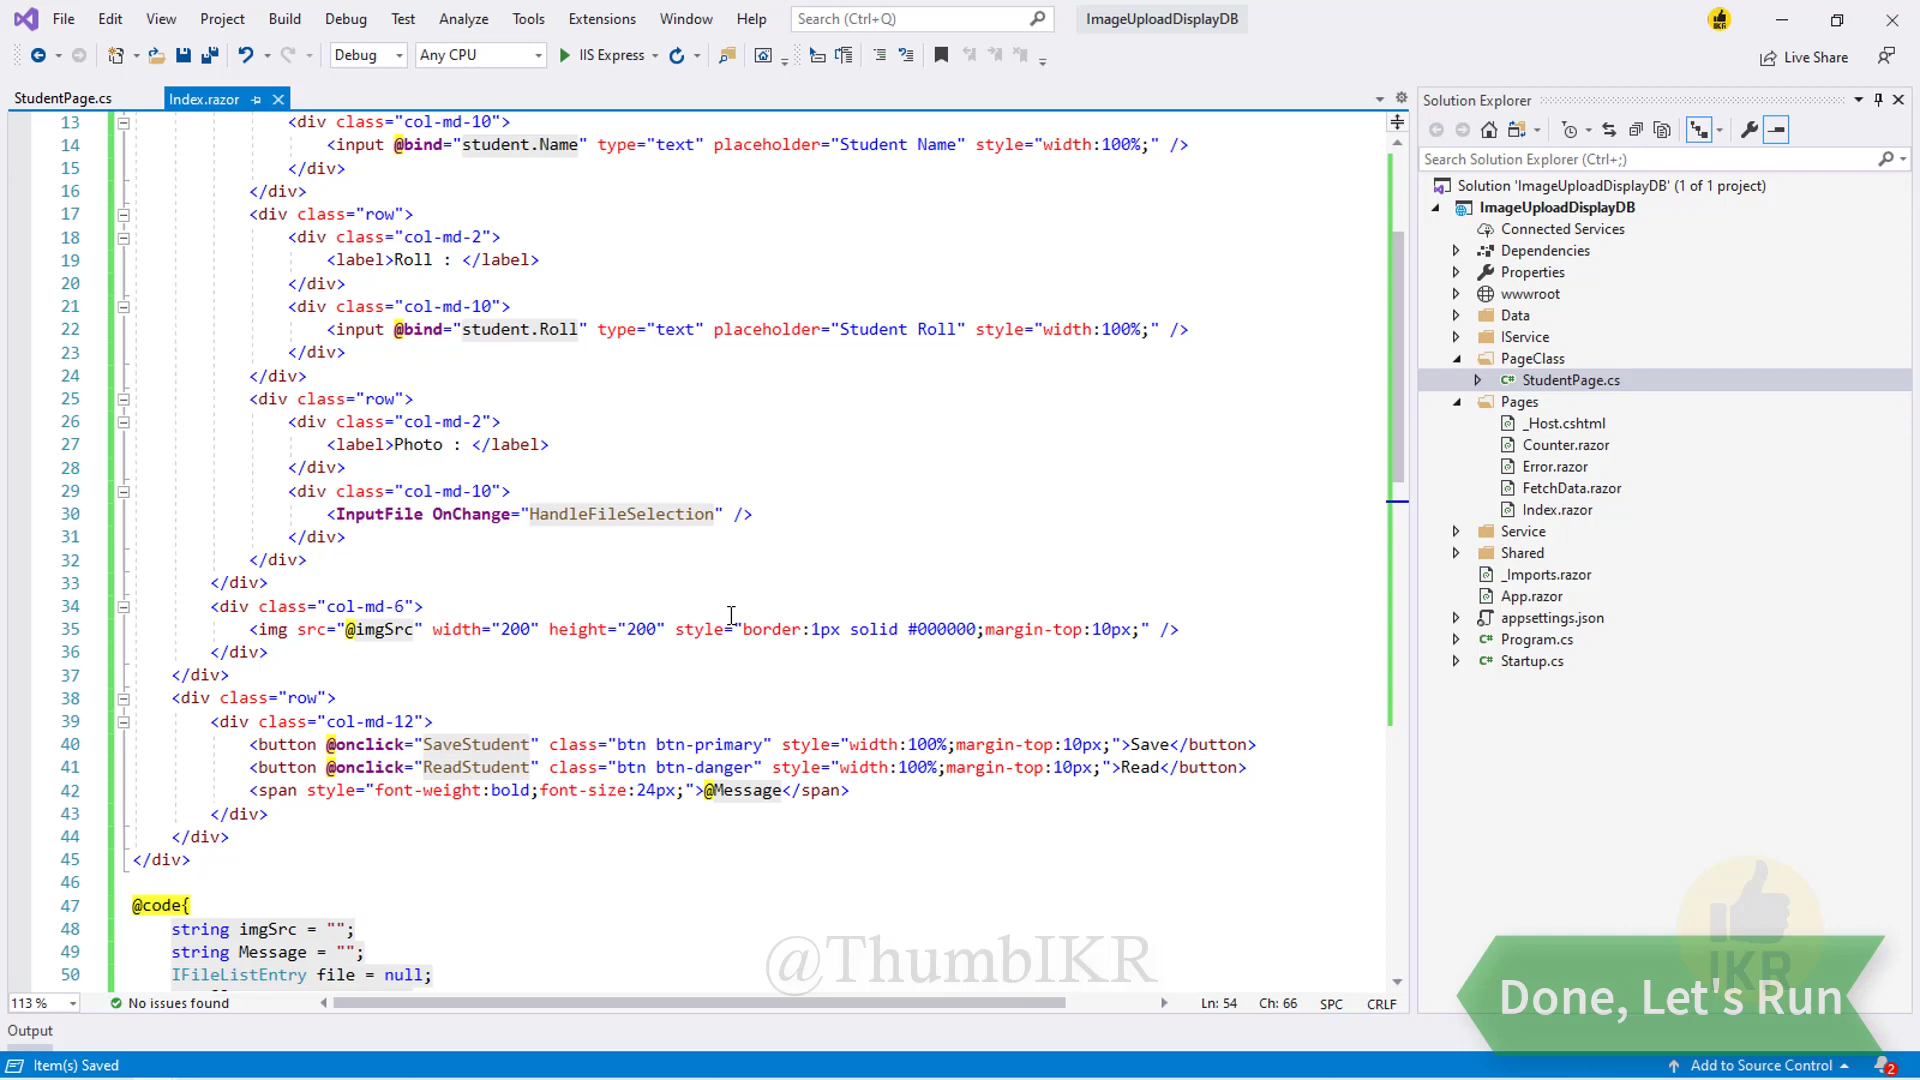 File Edit View Project Build Debug Test Analyze Tools Extensions Window Help Search (Ctrl+Q) ImageUploadDisplayDB
Debug Any CPU IIS Express Live Share
StudentPage.cs Index.razor
13 <div class="col-md-10">
14 <input @bind="student.Name" type="text" placeholder="Student Name" style="width:100%;" />
15 </div>
16 </div>
17 <div class="row">
18 <div class="col-md-2">
19 <label>Roll : </label>
20 </div>
21 <div class="col-md-10">
22 <input @bind="student.Roll" type="text" placeholder="Student Roll" style="width:100%;" />
23 </div>
24 </div>
25 <div class="row">
26 <div class="col-md-2">
27 <label>Photo : </label>
28 </div>
29 <div class="col-md-10">
30 <InputFile OnChange="HandleFileSelection" />
31 </div>
32 </div>
33 </div>
34 <div class="col-md-6">
35 <img src="@imgSrc" width="200" height="200" style="border:1px solid #000000;margin-top:10px;" />
36 </div>
37 </div>
38 <div class="row">
39 <div class="col-md-12">
40 <button @onclick="SaveStudent" class="btn btn-primary" style="width:100%;margin-top:10px;">Save</button>
41 <button @onclick="ReadStudent" class="btn btn-danger" style="width:100%;margin-top:10px;">Read</button>
42 <span style="font-weight:bold;font-size:24px;">@Message</span>
43 </div>
44 </div>
45 </div>
46
47 @code{
48 string imgSrc = "";
49 string Message = "";
50 IFileListEntry file = null;
Solution Explorer
Search Solution Explorer (Ctrl+;)
Solution 'ImageUploadDisplayDB' (1 of 1 project)
ImageUploadDisplayDB
Connected Services
Dependencies
Properties
wwwroot
Data
IService
PageClass
StudentPage.cs
Pages
_Host.cshtml
Counter.razor
Error.razor
FetchData.razor
Index.razor
Service
Shared
_Imports.razor
App.razor
appsettings.json
Program.cs
Startup.cs
@ThumbIKR
IKR
Done, Let's Run
113 % No issues found Ln: 54 Ch: 66 SPC CRLF
Output
Item(s) Saved Add to Source Control 2